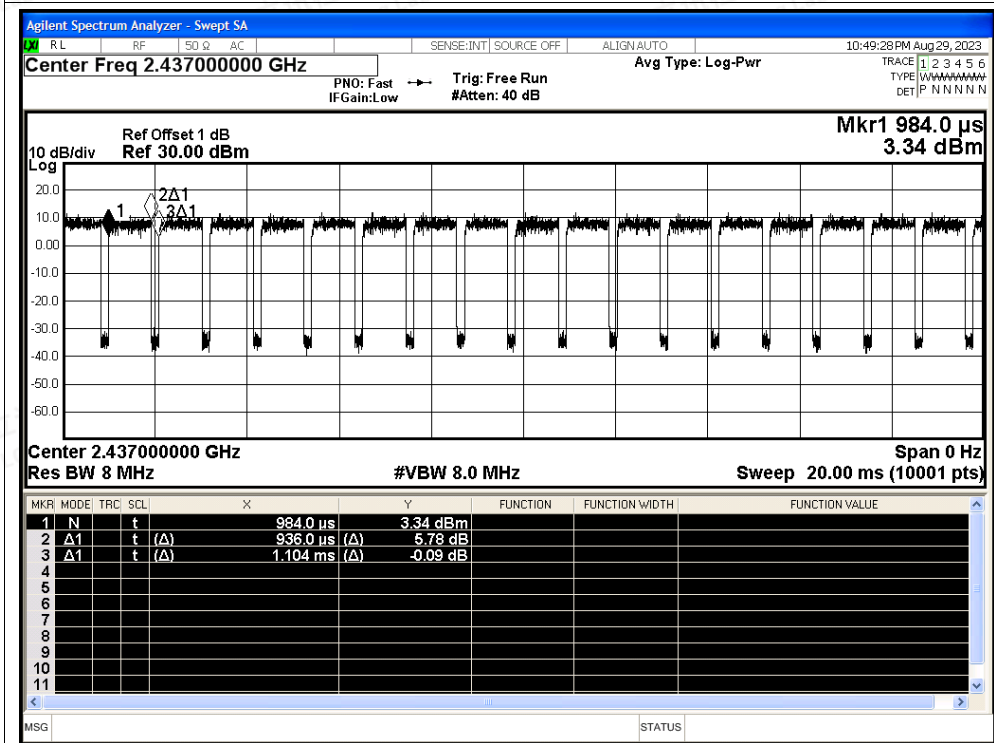 Agilent Spectrum Analyzer - Swept SA
LXI RL RF 50 Ω AC SENSE:INT SOURCE OFF ALIGN AUTO 10:49:28 PM Aug 29, 2023
Center Freq 2.437000000 GHz Avg Type: Log-Pwr TRACE 1 2 3 4 5 6
PNO: Fast Trig: Free Run TYPE WWWWWW
IFGain:Low #Atten: 40 dB DET P N N N N N
Mkr1 984.0 µs
3.34 dBm
Ref Offset 1 dB
10 dB/div Ref 30.00 dBm
Log
20.0
10.0
0.00
-10.0
-20.0
-30.0
-40.0
-50.0
-60.0
1 2Δ1
3Δ1
Center 2.437000000 GHz Span 0 Hz
Res BW 8 MHz #VBW 8.0 MHz Sweep 20.00 ms (10001 pts)
MKR MODE TRC SCL X Y FUNCTION FUNCTION WIDTH FUNCTION VALUE
1 N t 984.0 µs 3.34 dBm
2 Δ1 t (Δ) 936.0 µs (Δ) 5.78 dB
3 Δ1 t (Δ) 1.104 ms (Δ) -0.09 dB
4
5
6
7
8
9
10
11
MSG STATUS